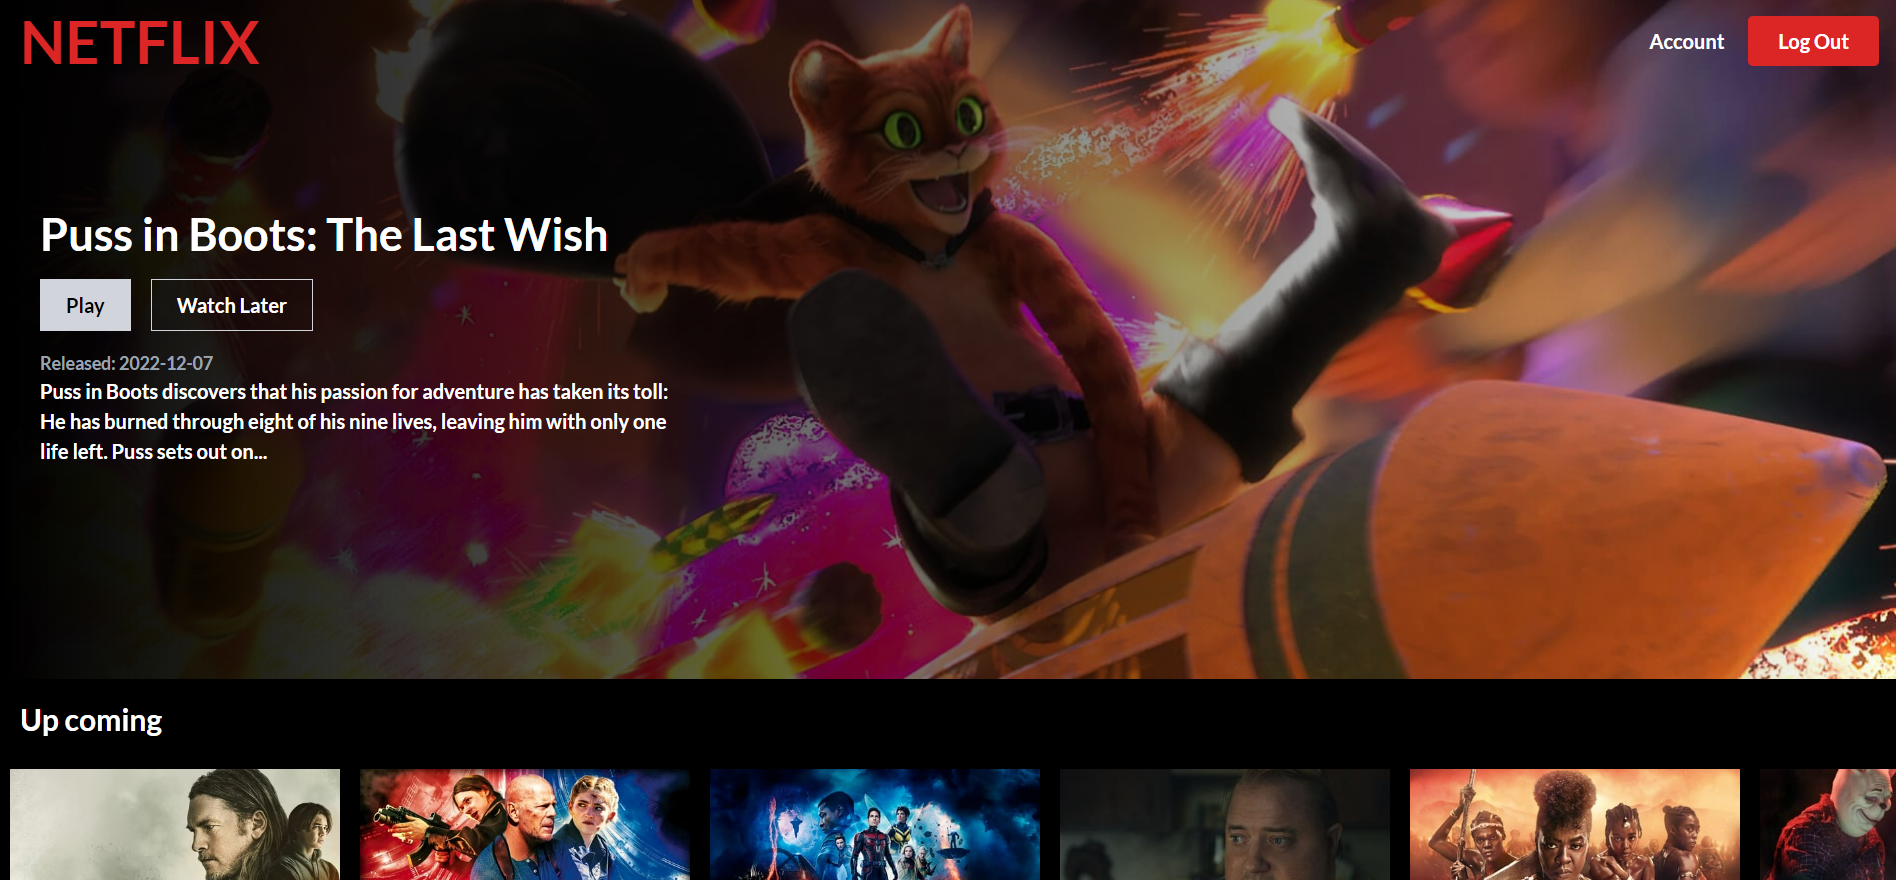 NETFLIX
Account
Log Out
Puss in Boots: The Last Wish
Play
Watch Later
Released: 2022-12-07
Puss in Boots discovers that his passion for adventure has taken its toll:
He has burned through eight of his nine lives, leaving him with only one
life left. Puss sets out on...
Up coming